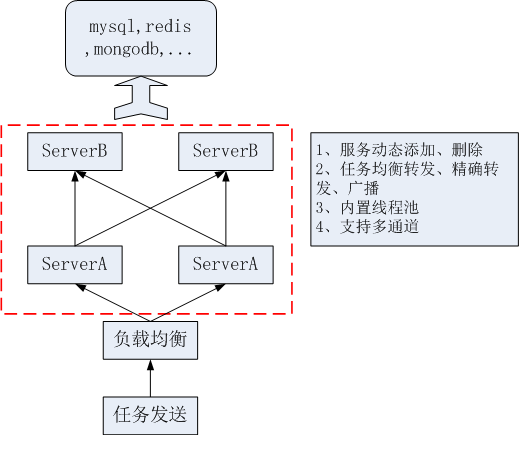 mysql,redis
,mongodb,...
ServerB
ServerB
1、服务动态添加、删除
2、任务均衡转发、精确转
发、广播
3、内置线程池
4、支持多通道
ServerA
ServerA
负载均衡
任务发送